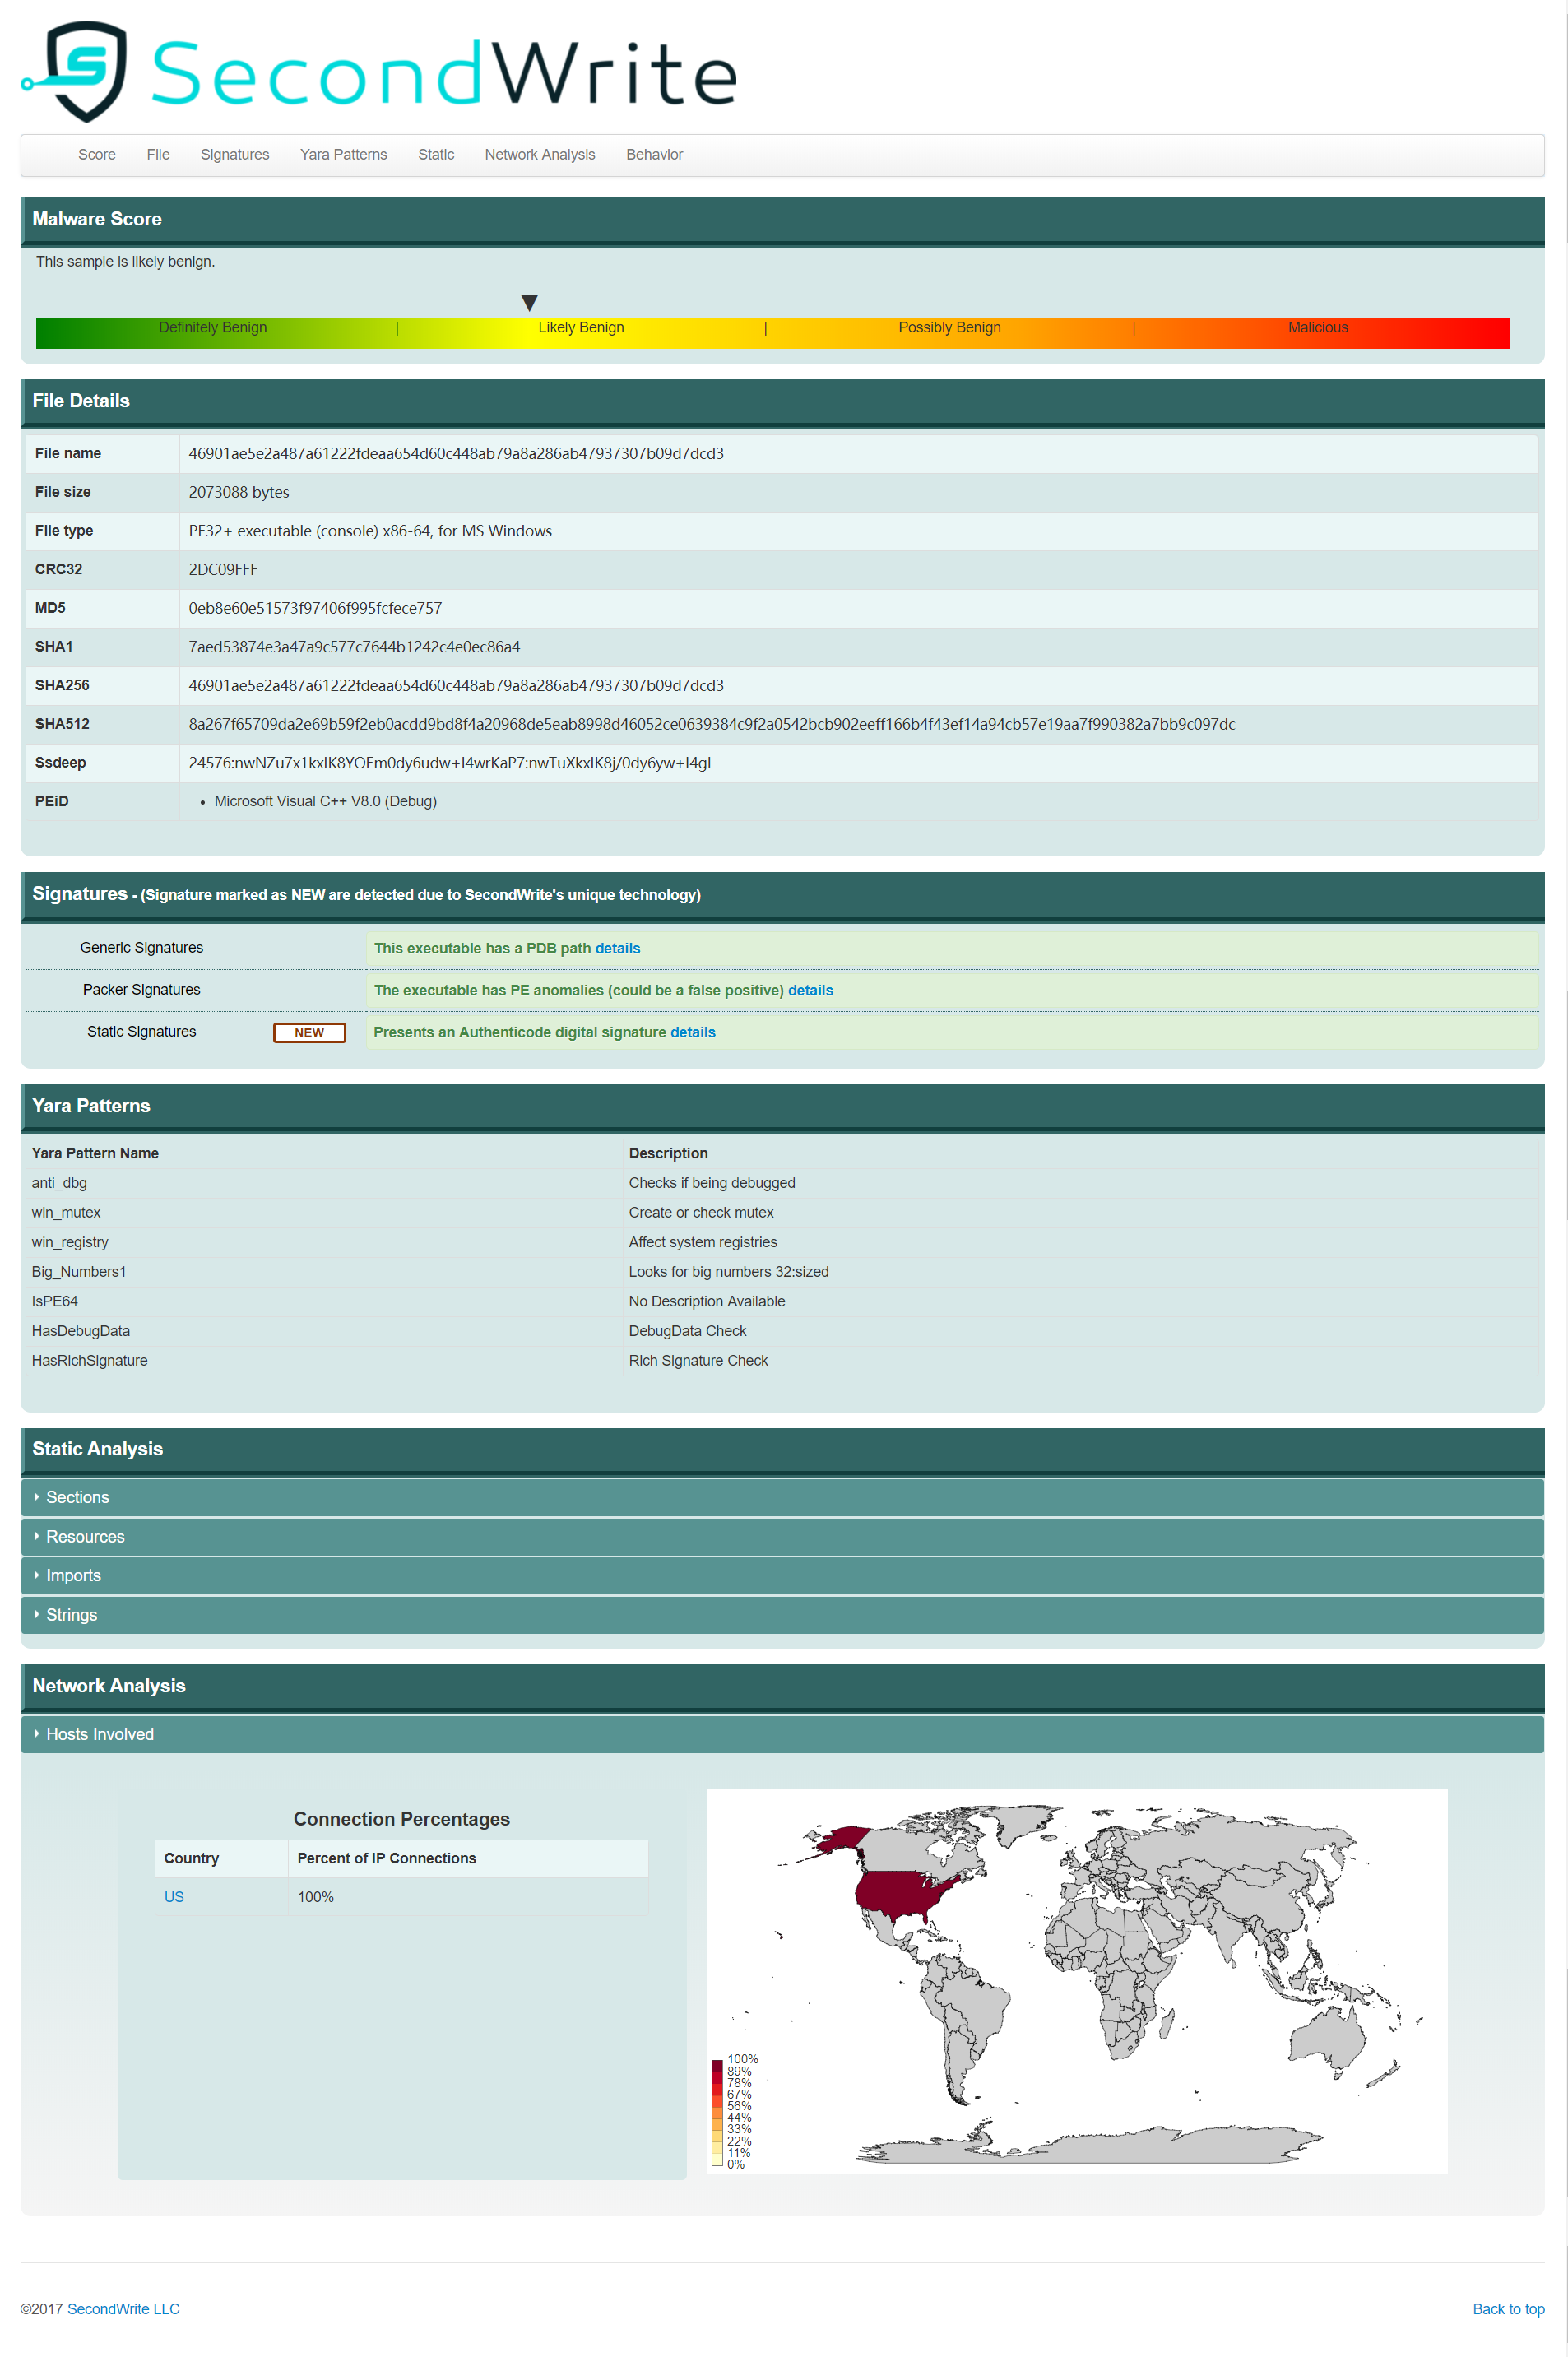 SecondWrite
Score File Signatures Yara Patterns Static Network Analysis Behavior
Malware Score
This sample is likely benign.
Definitely Benign | Likely Benign | Possibly Benign | Malicious
File Details
File name 46901ae5e2a487a61222fdeaa654d60c448ab79a8a286ab47937307b09d7dcd3
File size 2073088 bytes
File type PE32+ executable (console) x86-64, for MS Windows
CRC32 2DC09FFF
MD5 0eb8e60e51573f97406f995fcfece757
SHA1 7aed53874e3a47a9c577c7644b1242c4e0ec86a4
SHA256 46901ae5e2a487a61222fdeaa654d60c448ab79a8a286ab47937307b09d7dcd3
SHA512 8a267f65709da2e69b59f2eb0acdd9bd8f4a20968de5eab8998d46052ce0639384c9f2a0542bcb902eeff166b4f43ef14a94cb57e19aa7f990382a7bb9c097dc
Ssdeep 24576:nwNZu7x1kxIK8YOEm0dy6udw+I4wrKaP7:nwTuXkxIK8j/0dy6yw+I4gI
PEiD • Microsoft Visual C++ V8.0 (Debug)
Signatures - (Signature marked as NEW are detected due to SecondWrite's unique technology)
Generic Signatures This executable has a PDB path details
Packer Signatures The executable has PE anomalies (could be a false positive) details
Static Signatures NEW Presents an Authenticode digital signature details
Yara Patterns
Yara Pattern Name Description
anti_dbg Checks if being debugged
win_mutex Create or check mutex
win_registry Affect system registries
Big_Numbers1 Looks for big numbers 32:sized
IsPE64 No Description Available
HasDebugData DebugData Check
HasRichSignature Rich Signature Check
Static Analysis
Sections
Resources
Imports
Strings
Network Analysis
Hosts Involved
Connection Percentages
Country Percent of IP Connections
US 100%
100%
89%
78%
67%
56%
44%
33%
22%
11%
0%
©2017 SecondWrite LLC Back to top